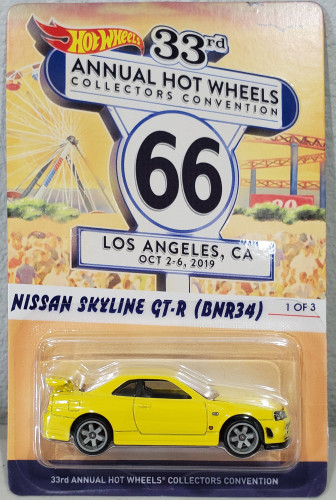 Hot Wheels
33rd
ANNUAL HOT WHEELS
COLLECTORS CONVENTION
66
LOS ANGELES, CA
OCT 2-6, 2019
NISSAN SKYLINE GT-R (BNR34)
1 OF 3
33rd ANNUAL HOT WHEELS® COLLECTORS CONVENTION